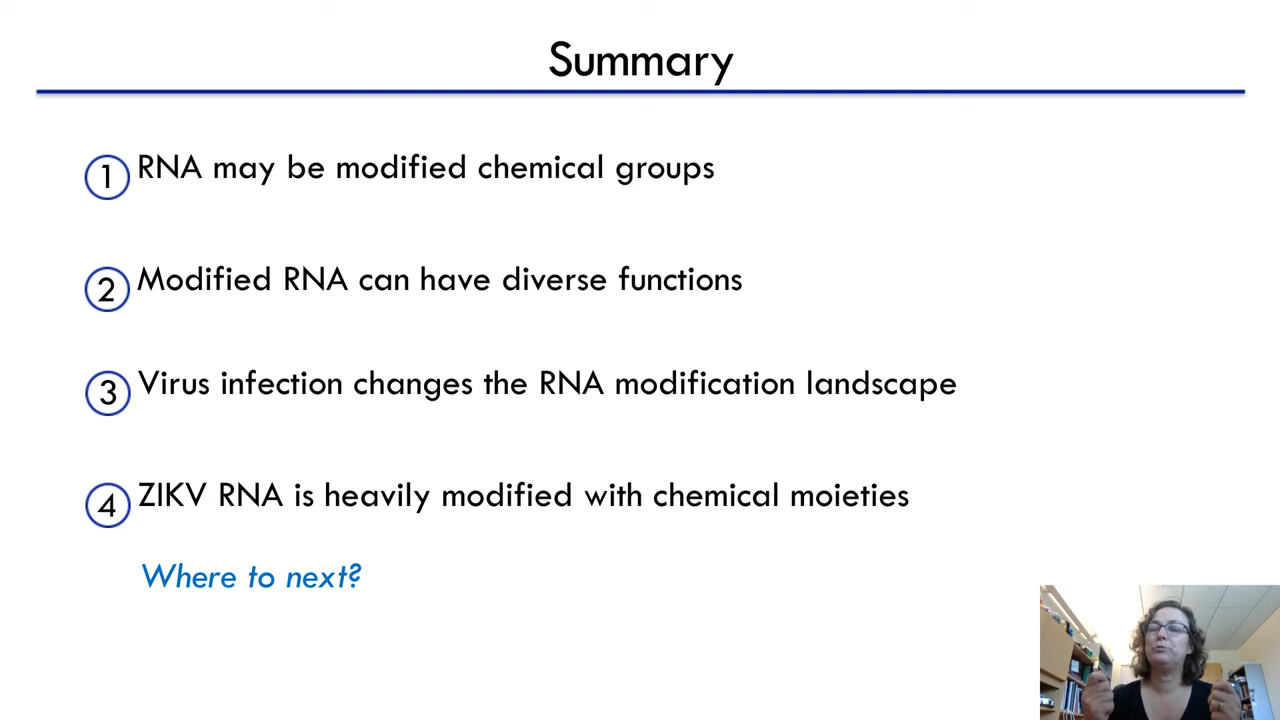 Summary
1 RNA may be modified chemical groups
2 Modified RNA can have diverse functions
3 Virus infection changes the RNA modification landscape
4 ZIKV RNA is heavily modified with chemical moieties
Where to next?